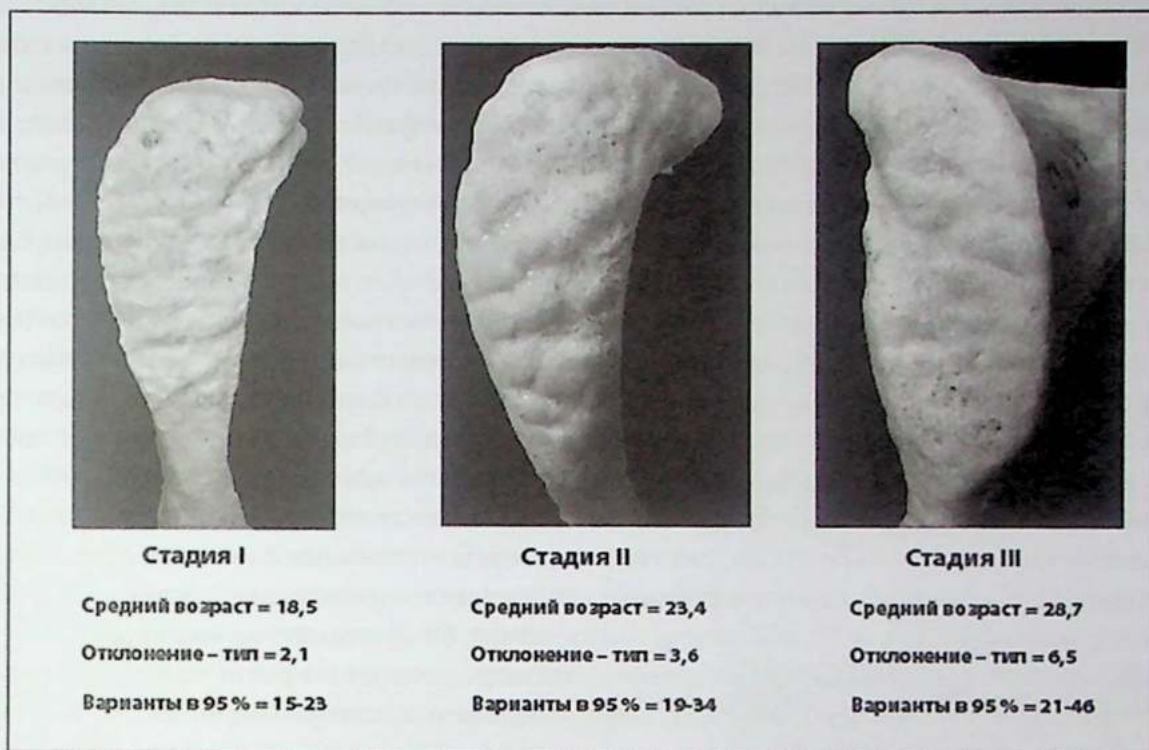 Стадия I Стадия II Стадия III
Средний возраст = 18,5 Средний возраст = 23,4 Средний возраст = 28,7
Отклонение – тип = 2,1 Отклонение – тип = 3,6 Отклонение – тип = 6,5
Варианты в 95 % = 15-23 Варианты в 95 % = 19-34 Варианты в 95 % = 21-46